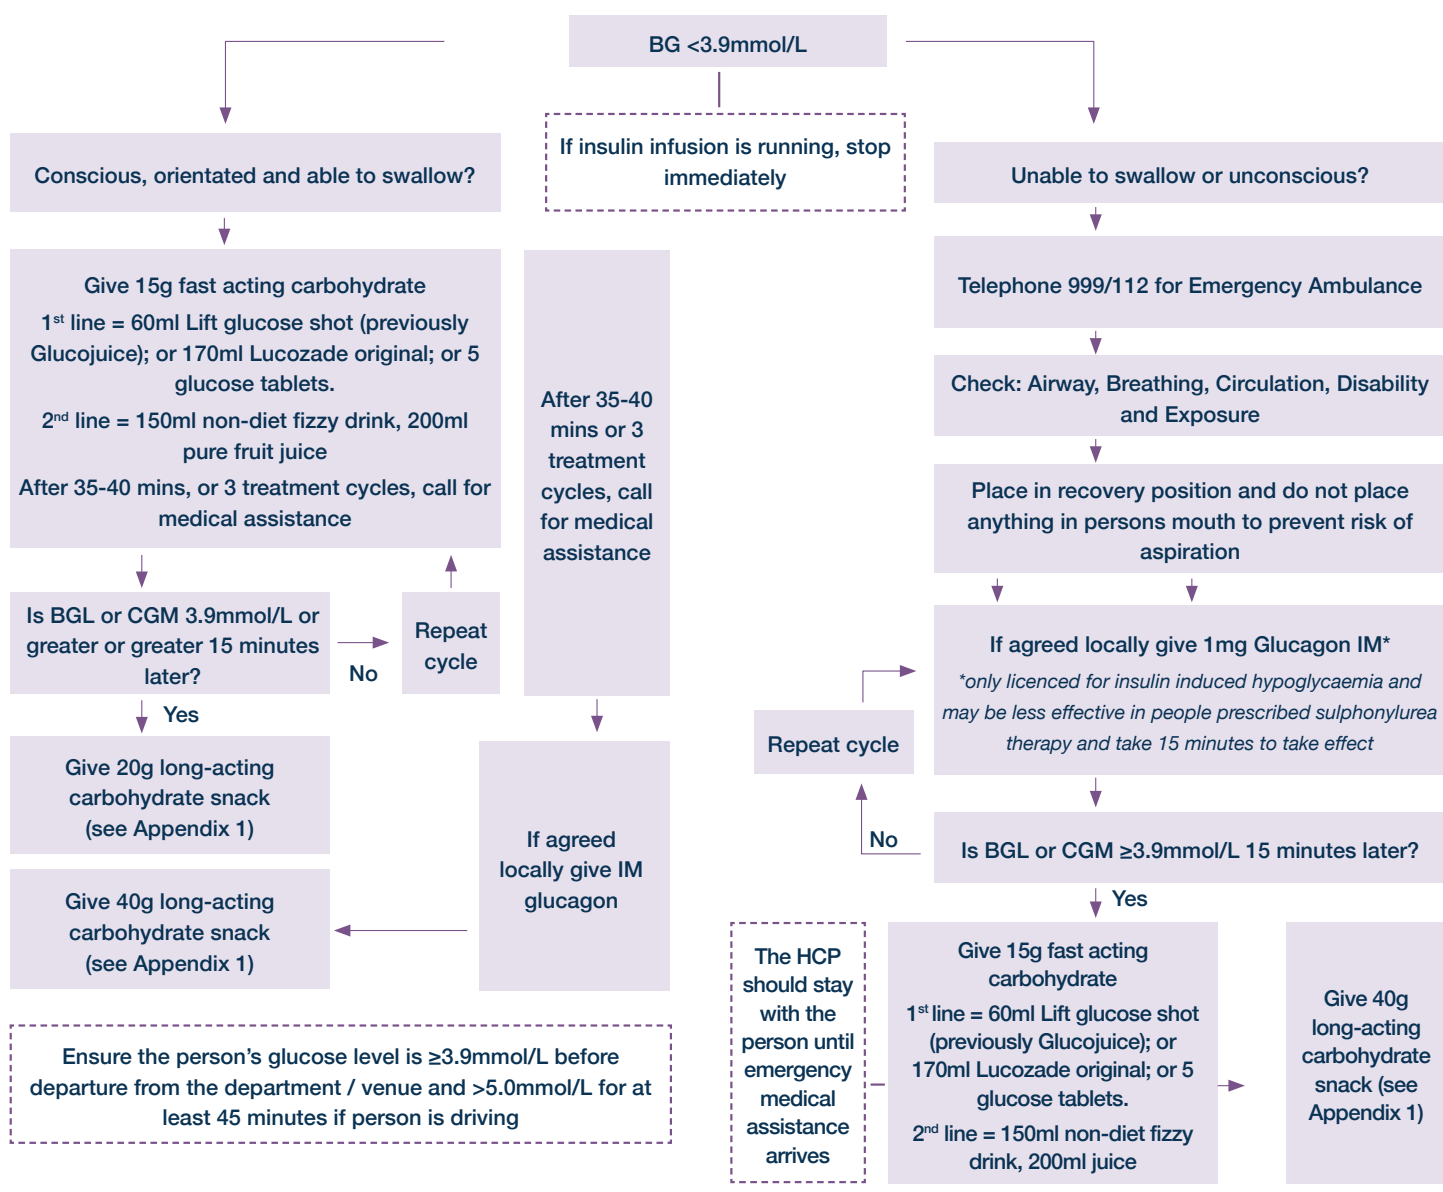 BG <3.9mmol/L
If insulin infusion is running, stop
immediately
Conscious, orientated and able to swallow?
Give 15g fast acting carbohydrate
1st line = 60ml Lift glucose shot (previously
Glucojuice); or 170ml Lucozade original; or 5
glucose tablets.
2nd line = 150ml non-diet fizzy drink, 200ml
pure fruit juice
After 35-40 mins, or 3 treatment cycles, call for
medical assistance
Is BGL or CGM 3.9mmol/L or
greater or greater 15 minutes
later?
No
Repeat
cycle
Yes
Give 20g long-acting
carbohydrate snack
(see Appendix 1)
After 35-40
mins or 3
treatment
cycles, call
for medical
assistance
If agreed
locally give IM
glucagon
Give 40g long-acting
carbohydrate snack
(see Appendix 1)
Ensure the person's glucose level is ≥3.9mmol/L before
departure from the department / venue and >5.0mmol/L for at
least 45 minutes if person is driving
Unable to swallow or unconscious?
Telephone 999/112 for Emergency Ambulance
Check: Airway, Breathing, Circulation, Disability
and Exposure
Place in recovery position and do not place
anything in persons mouth to prevent risk of
aspiration
If agreed locally give 1mg Glucagon IM*
*only licenced for insulin induced hypoglycaemia and
may be less effective in people prescribed sulphonylurea
therapy and take 15 minutes to take effect
Repeat cycle
No
Is BGL or CGM ≥3.9mmol/L 15 minutes later?
Yes
The HCP
should stay
with the
person until
emergency
medical
assistance
arrives
Give 15g fast acting
carbohydrate
1st line = 60ml Lift glucose shot
(previously Glucojuice); or
170ml Lucozade original; or 5
glucose tablets.
2nd line = 150ml non-diet fizzy
drink, 200ml juice
Give 40g
long-acting
carbohydrate
snack (see
Appendix 1)